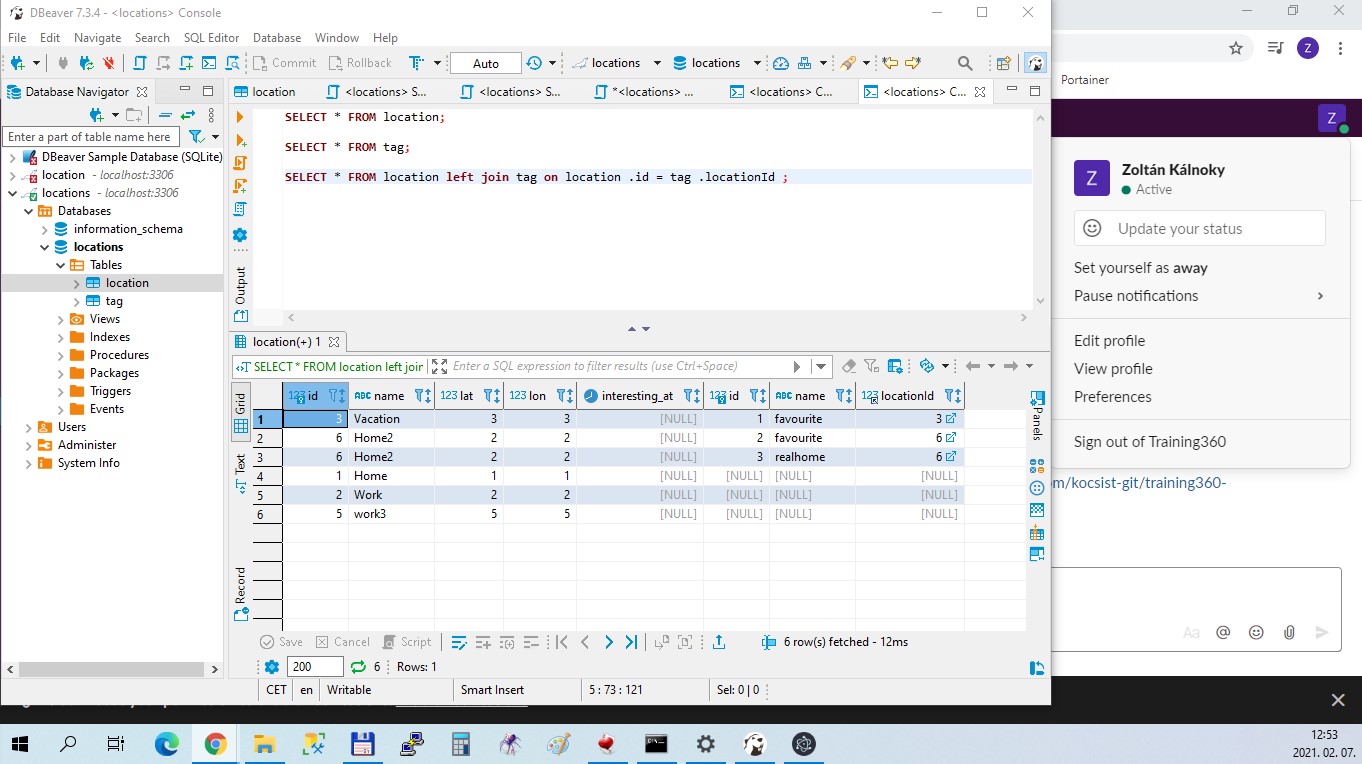 DBeaver 7.3.4 - <locations> Console
File Edit Navigate Search SQL Editor Database Window Help
Commit Rollback Auto locations locations
Database Navigator
location <locations> S... <locations> S... *<locations> ... <locations> C... <locations> C...
Enter a part of table name here
DBeaver Sample Database (SQLite)
location - localhost:3306
locations - localhost:3306
Databases
information_schema
locations
Tables
location
tag
Views
Indexes
Procedures
Packages
Triggers
Events
Users
Administer
System Info
SELECT * FROM location;
SELECT * FROM tag;
SELECT * FROM location left join tag on location .id = tag .locationId ;
Output
location(+) 1
SELECT * FROM location left join Enter a SQL expression to filter results (use Ctrl+Space)
Grid
Text
Record
123 id ABC name 123 lat 123 lon interesting_at 123 id ABC name 123 locationId
1 3 Vacation 3 3 [NULL] 1 favourite 3
2 6 Home2 2 2 [NULL] 2 favourite 6
3 6 Home2 2 2 [NULL] 3 realhome 6
4 1 Home 1 1 [NULL] [NULL] [NULL] [NULL]
5 2 Work 2 2 [NULL] [NULL] [NULL] [NULL]
6 5 work3 5 5 [NULL] [NULL] [NULL] [NULL]
Panels
Save Cancel Script 6 row(s) fetched - 12ms
200 6 Rows: 1
CET en Writable Smart Insert 5 : 73 : 121 Sel: 0 | 0
Z
Portainer
Z
Z
Zoltán Kálnoky
Active
Update your status
Set yourself as away
Pause notifications
Edit profile
View profile
Preferences
Sign out of Training360
om/kocsist-git/training360-
Aa @
12:53
2021. 02. 07.